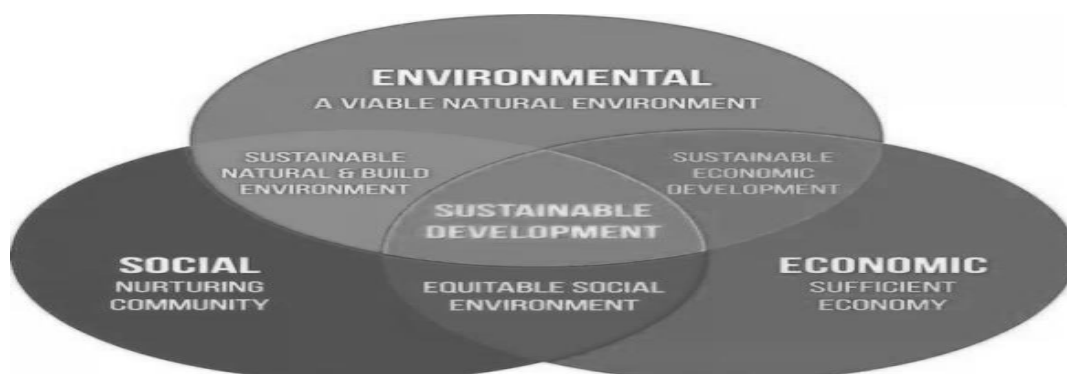 ENVIRONMENTAL
A VIABLE NATURAL ENVIRONMENT
SUSTAINABLE
NATURAL & BUILD
ENVIRONMENT
SUSTAINABLE
ECONOMIC
DEVELOPMENT
SUSTAINABLE
DEVELOPMENT
SOCIAL
NURTURING
COMMUNITY
EQUITABLE SOCIAL
ENVIRONMENT
ECONOMIC
SUFFICIENT
ECONOMY